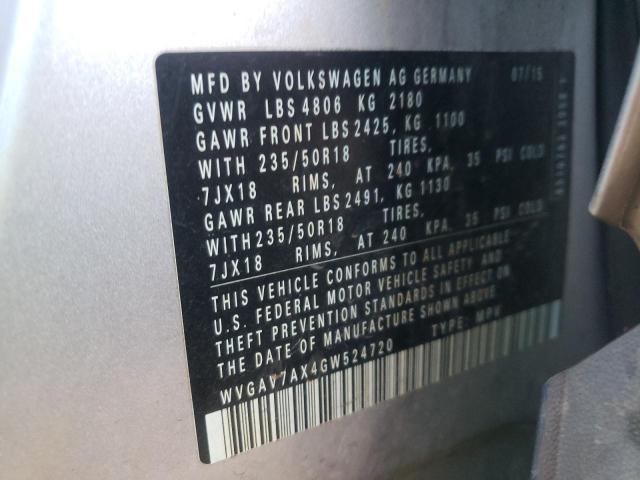 MFD BY VOLKSWAGEN AG GERMANY 07/15
GVWR LBS 4806 KG 2180
GAWR FRONT LBS 2425, KG 1100
WITH 235/50R18 TIRES,
7JX18 RIMS, AT 240 KPA, 35 PSI COLD
GAWR REAR LBS 2491, KG 1130
WITH 235/50R18 TIRES,
7JX18 RIMS, AT 240 KPA, 35 PSI COLD
THIS VEHICLE CONFORMS TO ALL APPLICABLE
U.S. FEDERAL MOTOR VEHICLE SAFETY AND
THEFT PREVENTION STANDARDS IN EFFECT ON
THE DATE OF MANUFACTURE SHOWN ABOVE.
WVGAV7AX4GW524720 TYPE: MPV